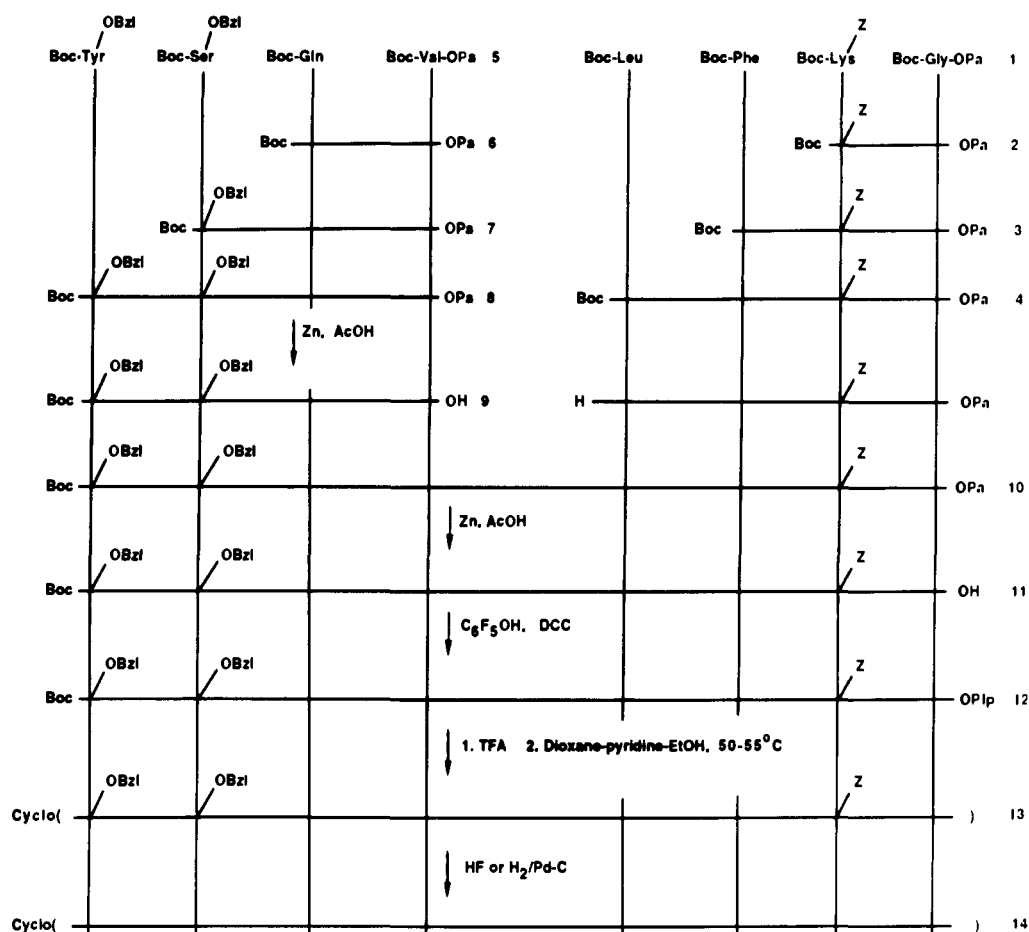 OBzl OBzl Z
Boc-Tyr Boc-Ser Boc-Gln Boc-Val-OPa 5 Boc-Leu Boc-Phe Boc-Lys Boc-Gly-OPa 1
Z
Boc OPa 6 Boc OPa 2
OBzl Z
Boc OPa 7 Boc OPa 3
OBzl OBzl Z
Boc OPa 8 Boc OPa 4
Zn, AcOH
OBzl OBzl Z
Boc OH 9 H OPa
OBzl OBzl Z
Boc OPa 10
Zn, AcOH
OBzl OBzl Z
Boc OH 11
C6F5OH, DCC
OBzl OBzl Z
Boc OPfp 12
1. TFA 2. Dioxane-pyridine-EtOH, 50-55°C
OBzl OBzl Z
Cyclo( ) 13
HF or H2/Pd-C
Cyclo( ) 14